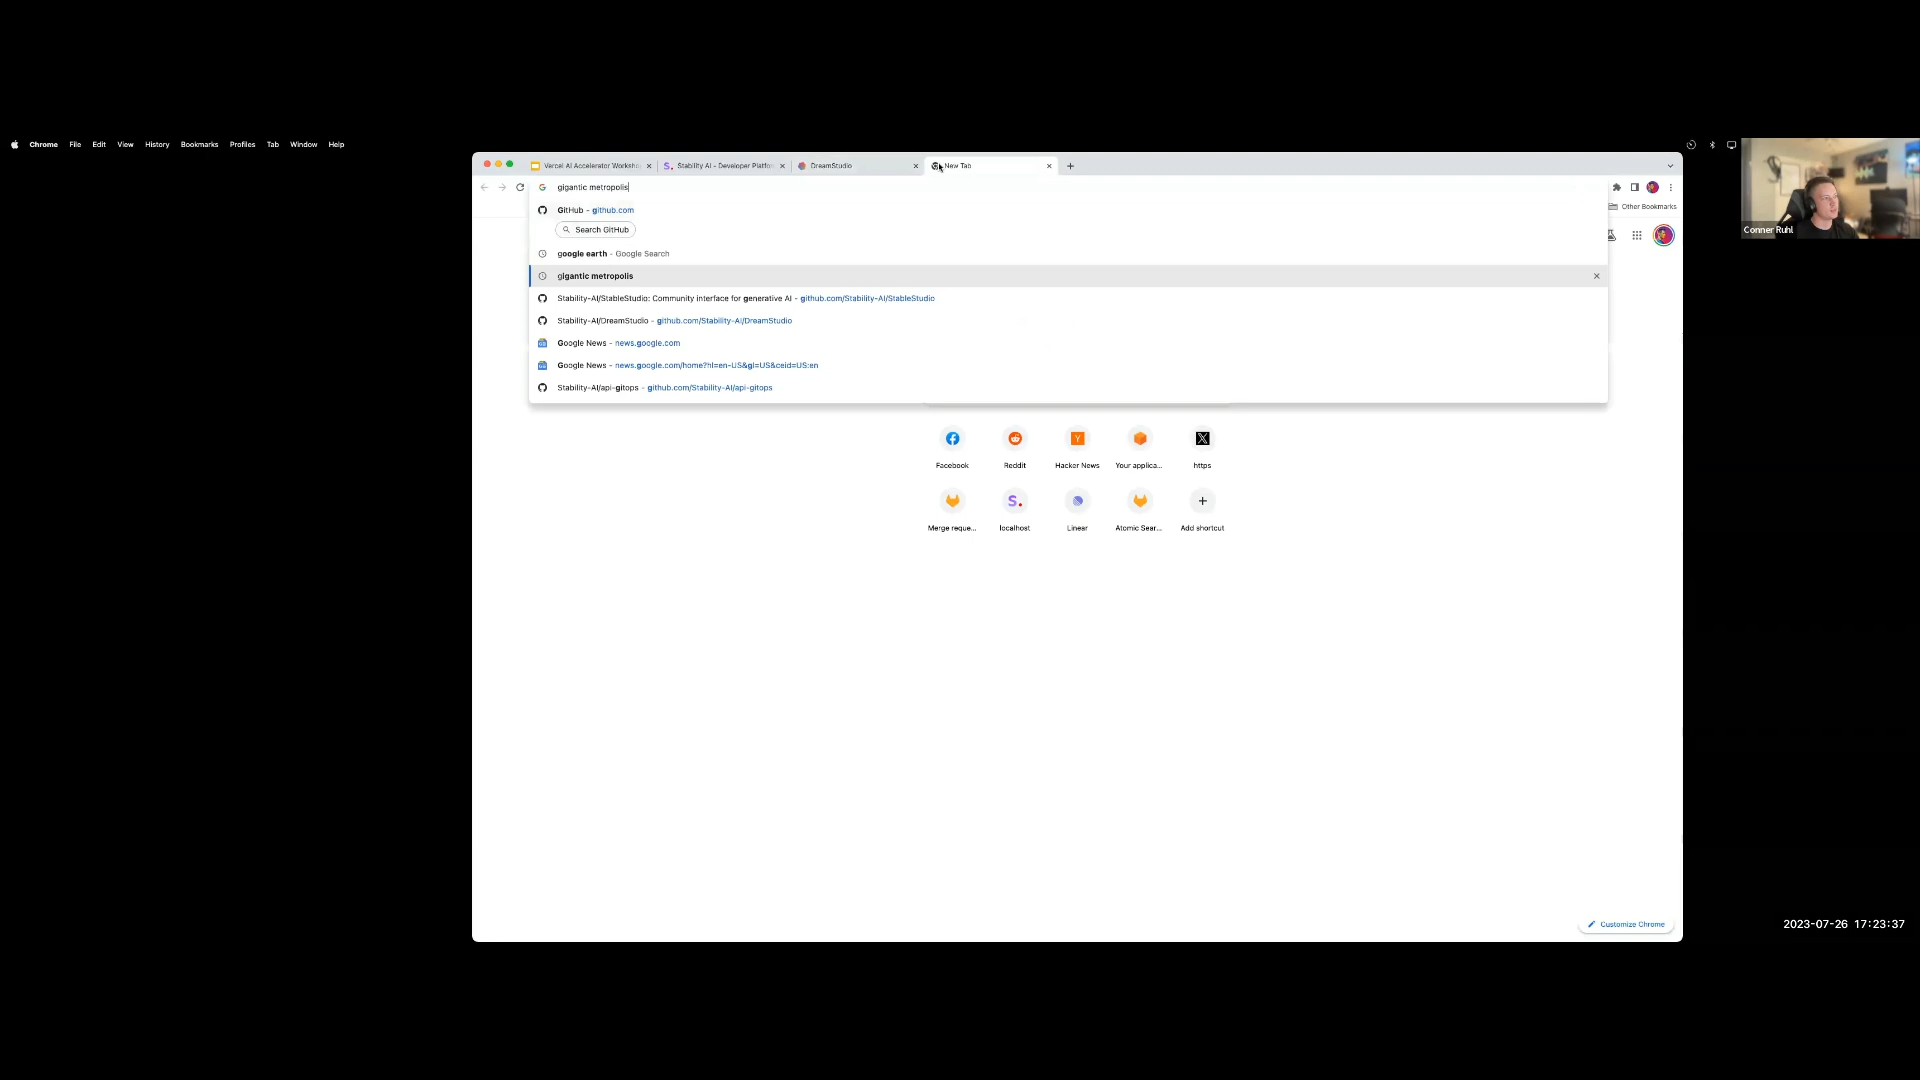 Chrome File Edit View History Bookmarks Profiles Tab Window Help
Vercel AI Accelerator Worksho
Stability AI - Developer Platfo
DreamStudio
New Tab
gigantic metropolis
Conner Ruhl
GitHub - github.com
Search GitHub
Other Bookmarks
google earth - Google Search
gigantic metropolis
Stability-AI/StableStudio: Community interface for generative AI - github.com/Stability-AI/StableStudio
Stability-AI/DreamStudio - github.com/Stability-AI/DreamStudio
Google News - news.google.com
Google News - news.google.com/home?hl=en-US&gl=US&ceid=US:en
Stability-AI/api-gitops - github.com/Stability-AI/api-gitops
Facebook Reddit Hacker News Your applica... https
Merge reque... localhost Linear Atomic Sear... Add shortcut
Customize Chrome
2023-07-26 17:23:37